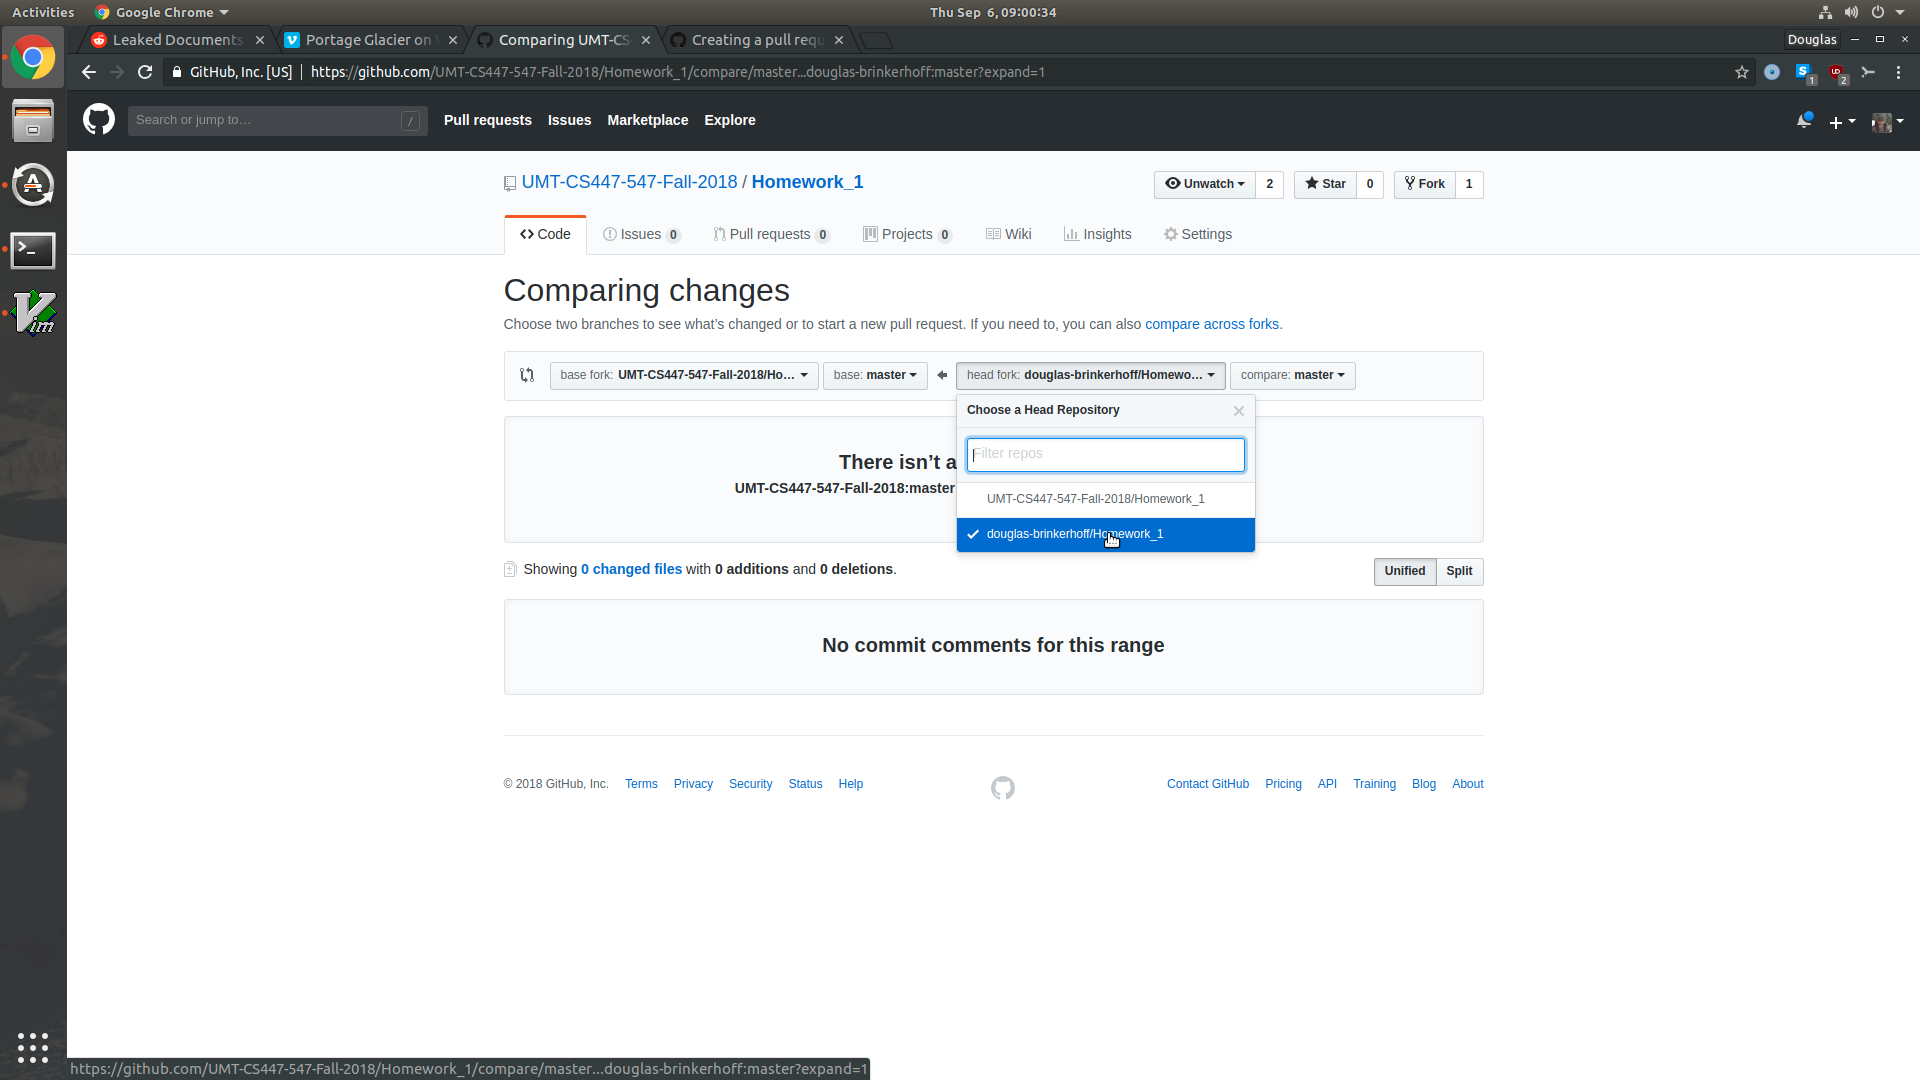 Activities
Google Chrome
Thu Sep 6, 09:00:34
Leaked Documents
Portage Glacier on
Comparing UMT-CS
Creating a pull requ
Douglas
GitHub, Inc. [US]
https://github.com/UMT-CS447-547-Fall-2018/Homework_1/compare/master...douglas-brinkerhoff:master?expand=1
1
2
Search or jump to…
/
Pull requests
Issues
Marketplace
Explore
UMT-CS447-547-Fall-2018 / Homework_1
Unwatch 2
Star 0
Fork 1
Code
Issues 0
Pull requests 0
Projects 0
Wiki
Insights
Settings
Comparing changes
Choose two branches to see what’s changed or to start a new pull request. If you need to, you can also compare across forks.
base fork: UMT-CS447-547-Fall-2018/Ho…
base: master
head fork: douglas-brinkerhoff/Homewo…
compare: master
Choose a Head Repository
Filter repos
UMT-CS447-547-Fall-2018/Homework_1
douglas-brinkerhoff/Homework_1
There isn’t a
UMT-CS447-547-Fall-2018:master
Showing 0 changed files with 0 additions and 0 deletions.
Unified
Split
No commit comments for this range
© 2018 GitHub, Inc.
Terms
Privacy
Security
Status
Help
Contact GitHub
Pricing
API
Training
Blog
About
Vim
https://github.com/UMT-CS447-547-Fall-2018/Homework_1/compare/master...douglas-brinkerhoff:master?expand=1